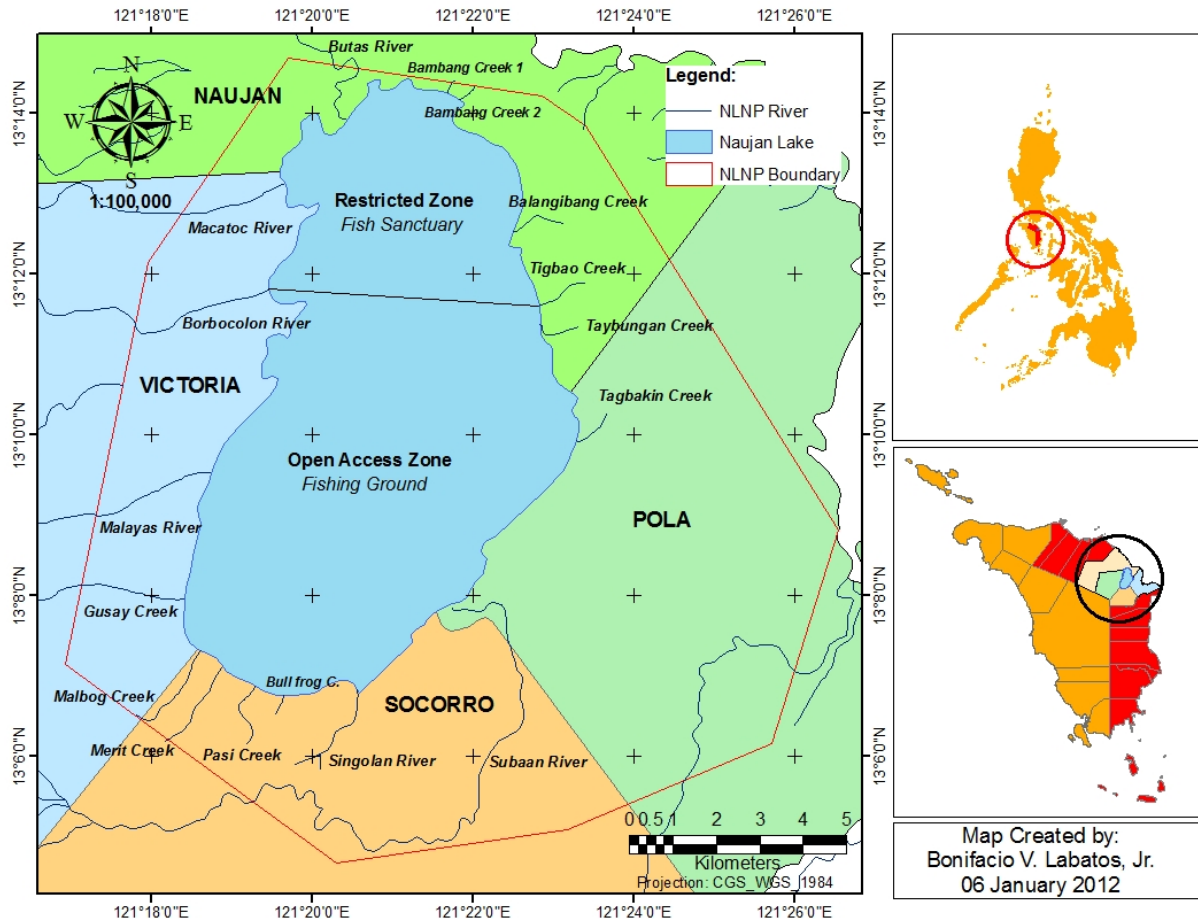 121°18'0"E 121°20'0"E 121°22'0"E 121°24'0"E 121°26'0"E
Butas River
Bambang Creek 1
Legend:
NLNP River
Naujan Lake
NLNP Boundary
N
W E
S
1:100,000
NAUJAN
Bambang Creek 2
13°14'0"N 13°14'0"N
Restricted Zone
Fish Sanctuary
Balangibang Creek
Macatoc River
Tigbao Creek
13°12'0"N 13°12'0"N
Borbocolon River
Taybungan Creek
VICTORIA
Tagbakin Creek
13°10'0"N 13°10'0"N
Open Access Zone
Fishing Ground
POLA
Malayas River
13°8'0"N 13°8'0"N
Gusay Creek
Bull frog C.
Malbog Creek
SOCORRO
Merit Creek
Pasi Creek
Singolan River
Subaan River
13°6'0"N 13°6'0"N
0 0.5 1 2 3 4 5
Kilometers
Projection: CGS_WGS_1984
121°18'0"E 121°20'0"E 121°22'0"E 121°24'0"E 121°26'0"E
Map Created by:
Bonifacio V. Labatos, Jr.
06 January 2012